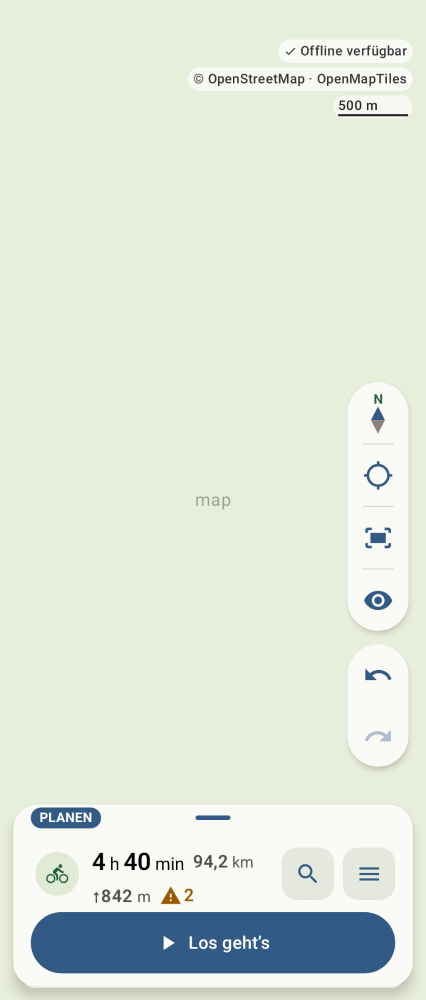 Offline verfügbar
© OpenStreetMap · OpenMapTiles
500 m
N
map
PLANEN
4 h 40 min 94,2 km
↑842 m 2
Los geht’s